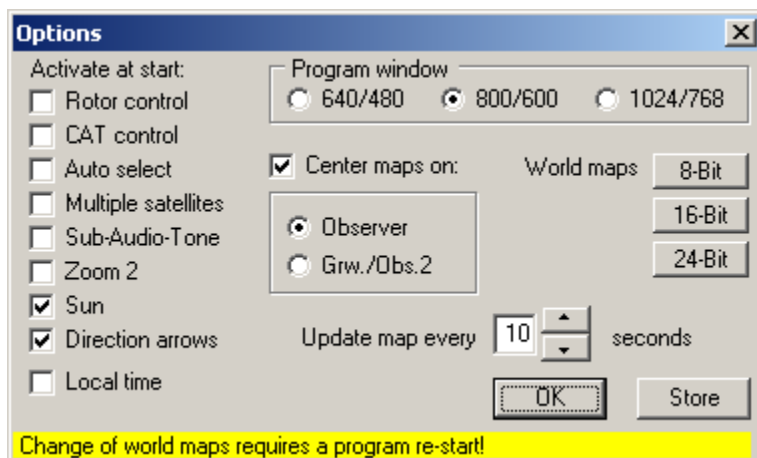 Options
Activate at start:
Rotor control
CAT control
Auto select
Multiple satellites
Sub-Audio-Tone
Zoom 2
Sun
Direction arrows
Local time
Program window
640/480 800/600 1024/768
Center maps on:
Observer
Grw./Obs.2
World maps
8-Bit
16-Bit
24-Bit
Update map every 10 seconds
OK Store
Change of world maps requires a program re-start!